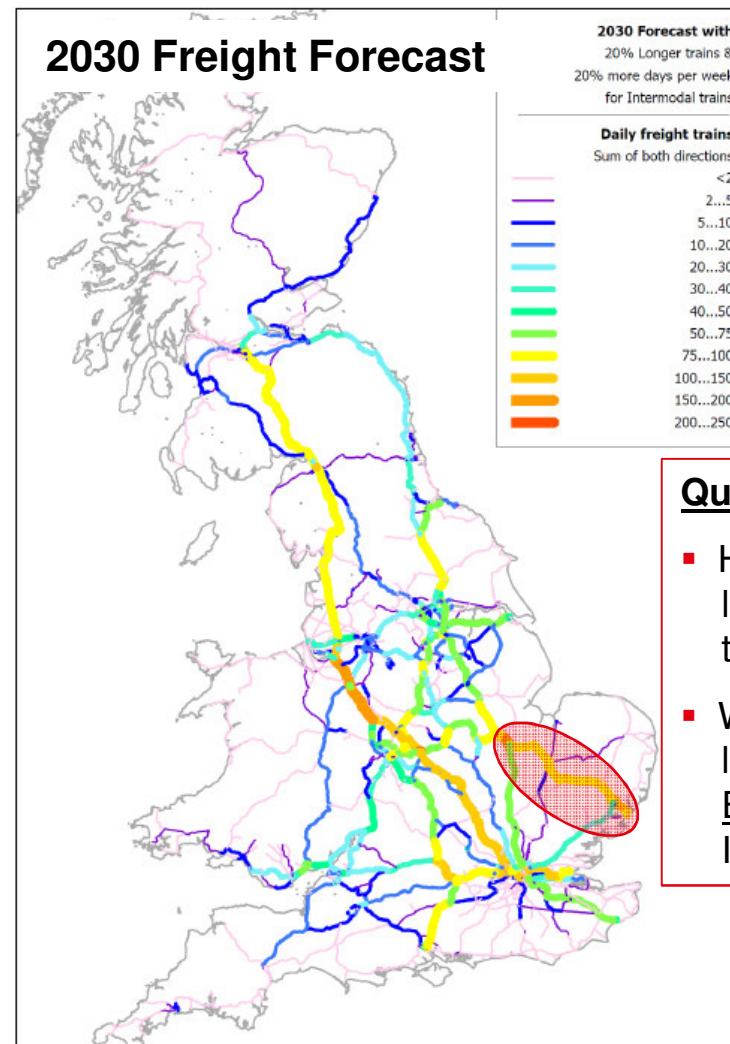 2030 Freight Forecast
2030 Forecast with
20% Longer trains &
20% more days per week
for Intermodal trains
Daily freight trains
Sum of both directions
<2
2...5
5...10
10...20
20...30
30...40
40...50
50...75
75...100
100...150
150...200
200...250
Qu
▪ H
l
t
▪ W
l
E
l